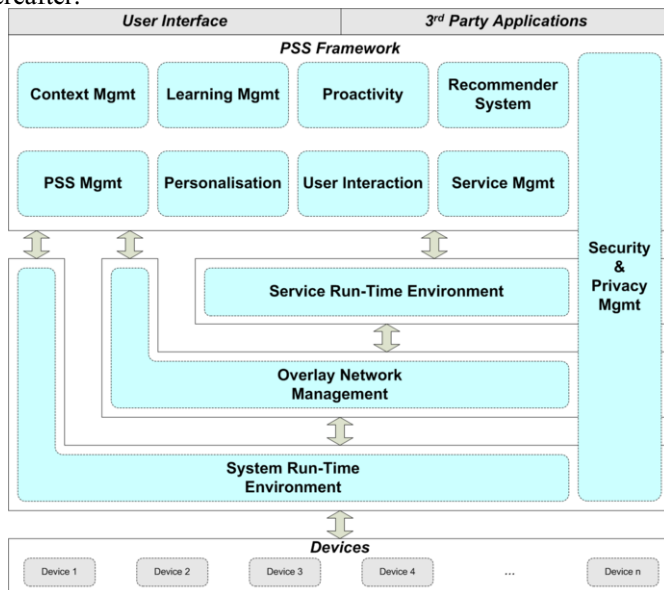 ereafter.
User Interface
3rd Party Applications
PSS Framework
Context Mgmt
Learning Mgmt
Proactivity
Recommender
System
PSS Mgmt
Personalisation
User Interaction
Service Mgmt
Security
&
Privacy
Mgmt
Service Run-Time Environment
Overlay Network
Management
System Run-Time
Environment
Devices
Device 1
Device 2
Device 3
Device 4
...
Device n